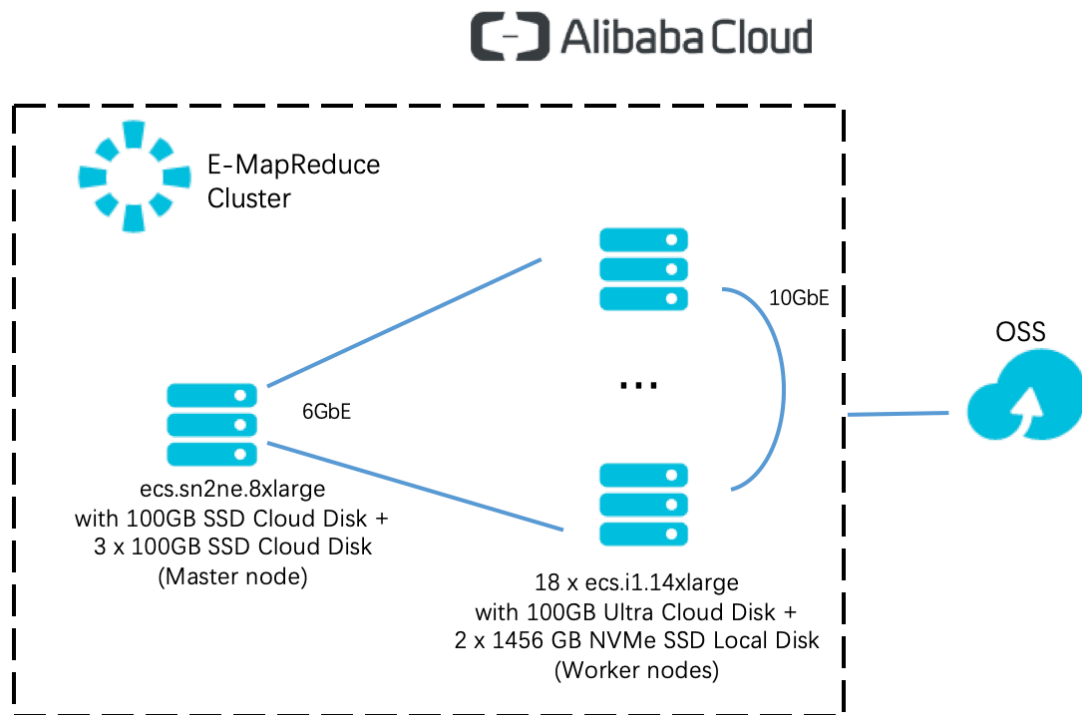 Alibaba Cloud
E-MapReduce
Cluster
10GbE
OSS
...
6GbE
ecs.sn2ne.8xlarge
with 100GB SSD Cloud Disk +
3 x 100GB SSD Cloud Disk
(Master node)
18 x ecs.i1.14xlarge
with 100GB Ultra Cloud Disk +
2 x 1456 GB NVMe SSD Local Disk
(Worker nodes)